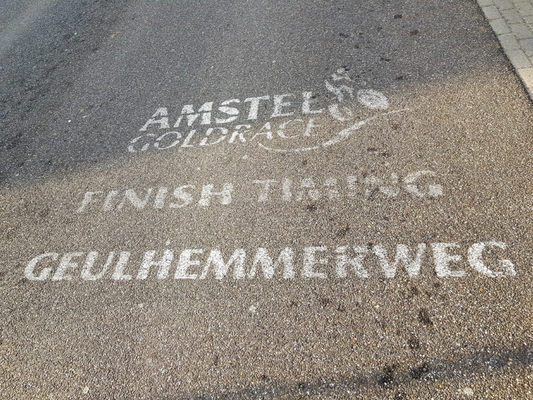 AMSTEL
GOLDRACE
FINISH TIMING
GEULHEMMERWEG